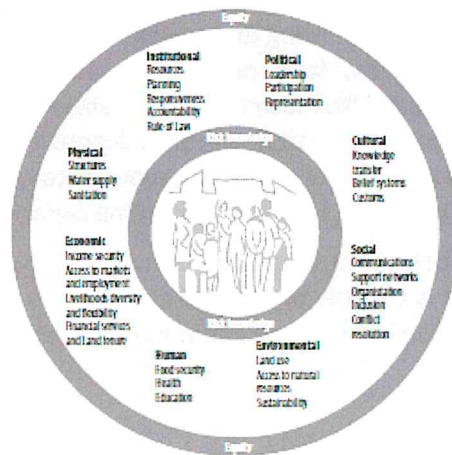 Equity
Institutional
Resources
Planning
Responsiveness
Accountability
Rule of Law
Political
Leadership
Participation
Representation
Cultural
Knowledge
transfer
Belief systems
Customs
Social
Communications
Support networks
Organization
Inclusion
Conflict
resolution
Environmental
Land use
Access to natural
resources
Sustainability
Human
Food security
Health
Education
Economic
Income security
Access to markets
and employment
Livelihoods diversity
and flexibility
Financial services
and Land tenure
Physical
Structures
Water supply
Sanitation
Risk knowledge
Risk knowledge
Equity